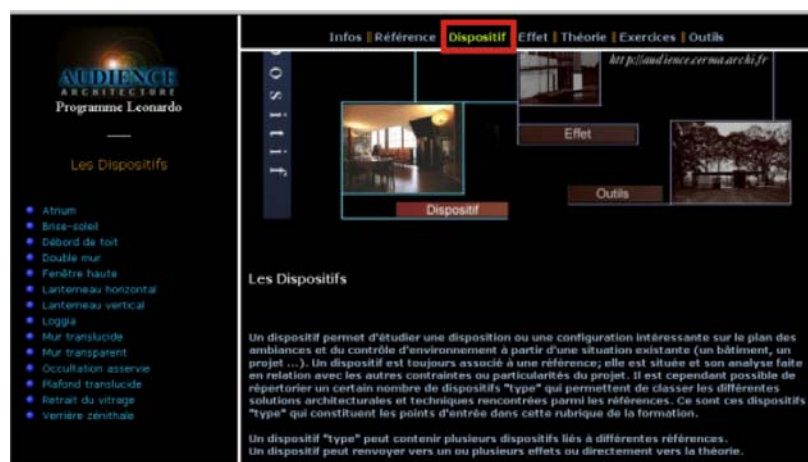 AUDIENCE
ARCHITECTURE
Programme Leonardo
Les Dispositifs
Atrium
Brise-soleil
Débord de toit
Double mur
Fenêtre haute
Lanterneau horizontal
Lanterneau vertical
Loggia
Mur translucide
Mur transparent
Occultation asservie
Plafond translucide
Retrait du vitrage
Verrière zénithale
Infos Référence Dispositif Effet Théorie Exercices Outils
ositif
http://audience.cerma.archi.fr
Effet
Outils
Dispositif
Les Dispositifs
Un dispositif permet d'étudier une disposition ou une configuration intéressante sur le plan des
ambiances et du contrôle d'environnement à partir d'une situation existante (un bâtiment, un
projet ...). Un dispositif est toujours associé à une référence; elle est située et son analyse faite
en relation avec les autres contraintes ou particularités du projet. Il est cependant possible de
répertorier un certain nombre de dispositifs "type" qui permettent de classer les différentes
solutions architecturales et techniques rencontrées parmi les références. Ce sont ces dispositifs
"type" qui constituent les points d'entrée dans cette rubrique de la formation.
Un dispositif "type" peut contenir plusieurs dispositifs liés à différentes références.
Un dispositif peut renvoyer vers un ou plusieurs effets ou directement vers la théorie.